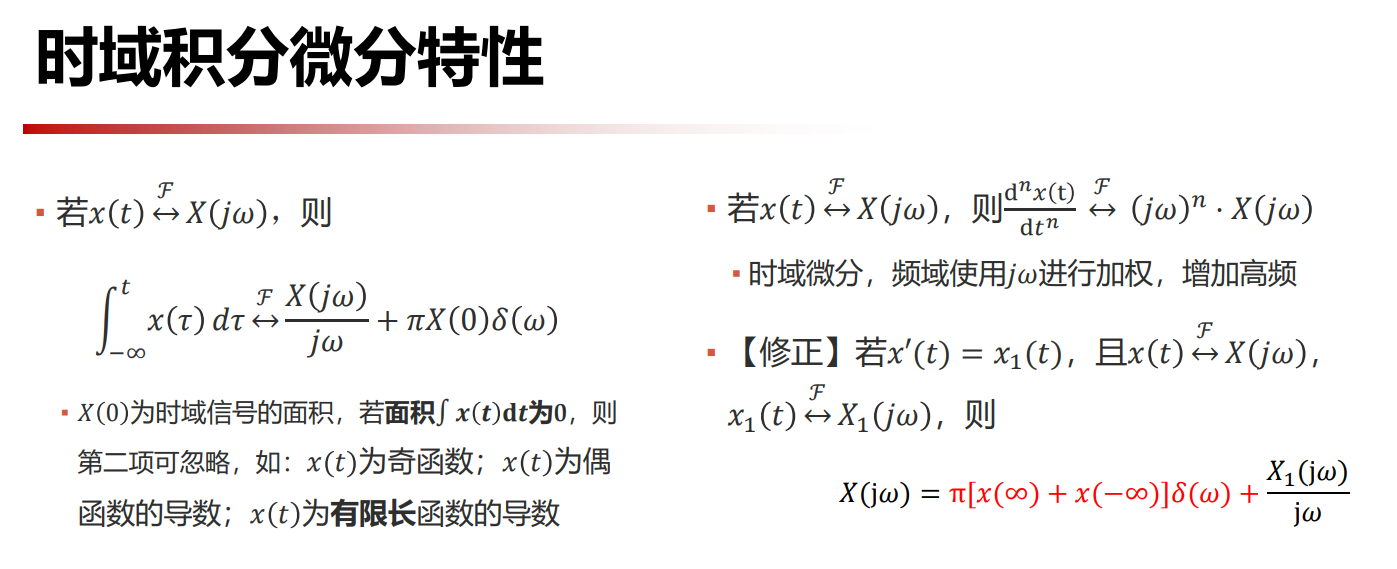 时域积分微分特性
▪ 若$x(t) \overset{\mathcal{F}}{\leftrightarrow} X(j\omega)$，则
$\int_{-\infty}^{t} x(\tau)\, d\tau \overset{\mathcal{F}}{\leftrightarrow} \frac{X(j\omega)}{j\omega} + \pi X(0)\delta(\omega)$
▪ $X(0)$为时域信号的面积，若面积$\int x(t)\mathrm{d}t$为0，则
第二项可忽略，如：$x(t)$为奇函数；$x(t)$为偶
函数的导数；$x(t)$为有限长函数的导数
▪ 若$x(t) \overset{\mathcal{F}}{\leftrightarrow} X(j\omega)$，则$\frac{\mathrm{d}^n x(t)}{\mathrm{d}t^n} \overset{\mathcal{F}}{\leftrightarrow} (j\omega)^n \cdot X(j\omega)$
▪ 时域微分，频域使用$j\omega$进行加权，增加高频
▪ 【修正】若$x'(t) = x_1(t)$，且$x(t) \overset{\mathcal{F}}{\leftrightarrow} X(j\omega)$，
$x_1(t) \overset{\mathcal{F}}{\leftrightarrow} X_1(j\omega)$，则
$X(\mathrm{j}\omega) = \pi[x(\infty) + x(-\infty)]\delta(\omega) + \frac{X_1(\mathrm{j}\omega)}{\mathrm{j}\omega}$